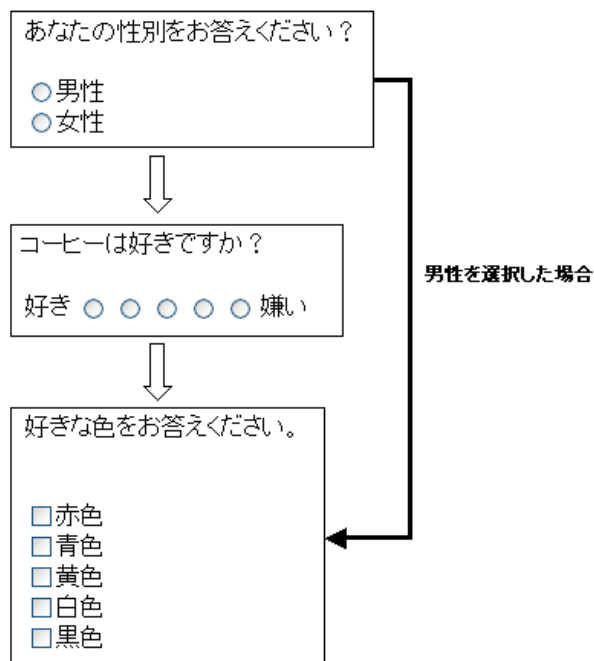 あなたの性別をお答えください？
男性
女性
コーヒーは好きですか？
男性を選択した場合
好き 嫌い
好きな色をお答えください。
赤色
青色
黄色
白色
黒色